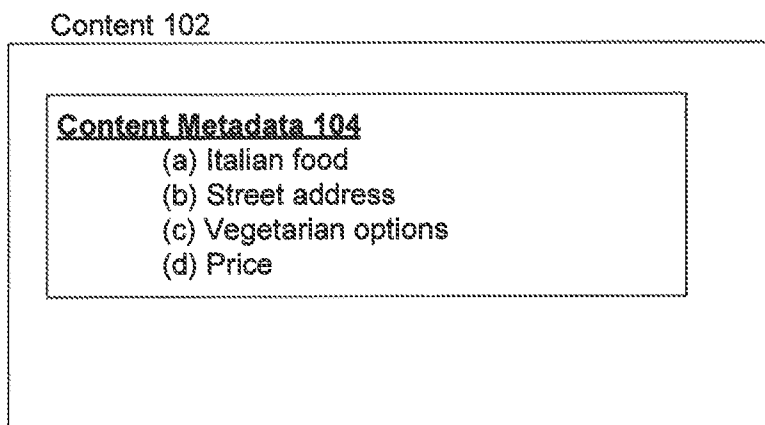 Content 102
Content Metadata 104
(a) Italian food
(b) Street address
(c) Vegetarian options
(d) Price